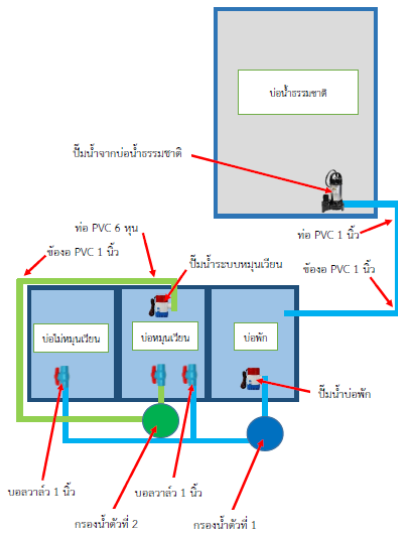 บ่อน้ำธรรมชาติ
ปั๊มน้ำจากบ่อน้ำธรรมชาติ
ท่อ PVC 6 หุน
ท่อ PVC 1 นิ้ว
ข้องอ PVC 1 นิ้ว
ปั๊มน้ำระบบหมุนเวียน
ข้องอ PVC 1 นิ้ว
บ่อไม่หมุนเวียน
บ่อหมุนเวียน
บ่อพัก
ปั๊มน้ำบ่อพัก
บอลวาล์ว 1 นิ้ว
บอลวาล์ว 1 นิ้ว
กรองน้ำตัวที่ 2
กรองน้ำตัวที่ 1